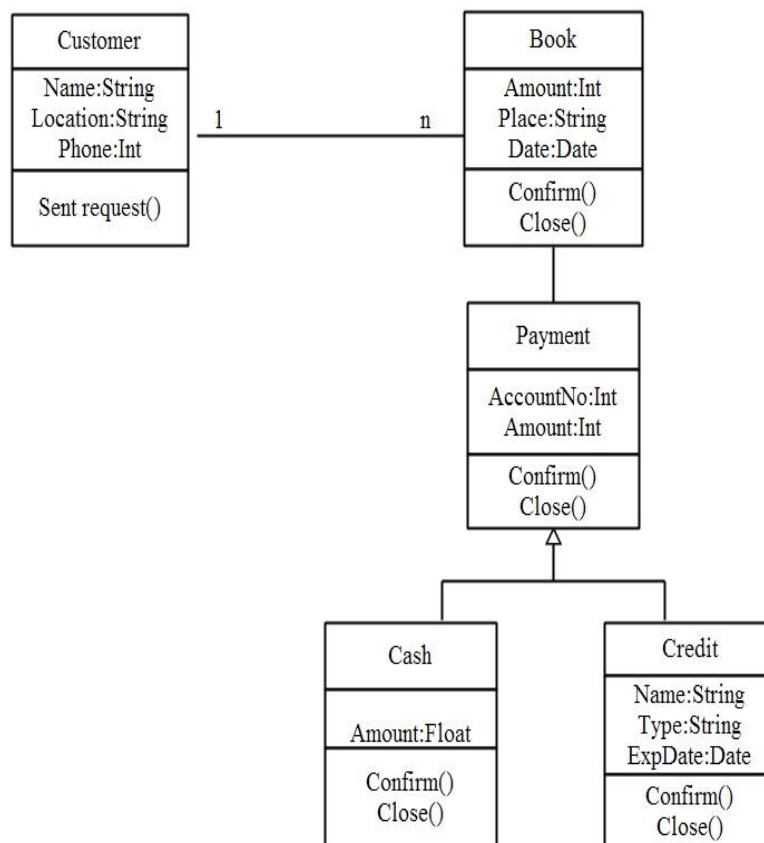 Customer
Name:String
Location:String
Phone:Int
Sent request()
1
n
Book
Amount:Int
Place:String
Date:Date
Confirm()
Close()
Payment
AccountNo:Int
Amount:Int
Confirm()
Close()
Cash
Amount:Float
Confirm()
Close()
Credit
Name:String
Type:String
ExpDate:Date
Confirm()
Close()